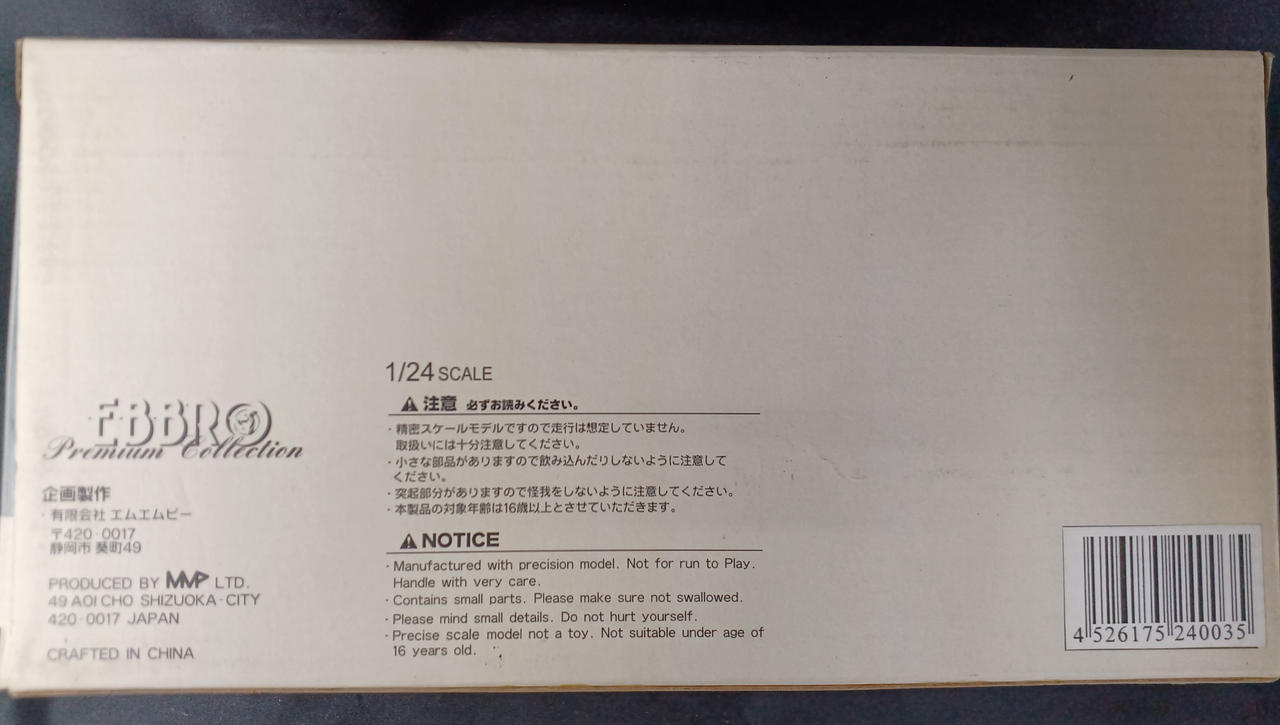 EBBRO
Premium Collection
企画製作
・有限会社 エムエムピー
〒420-0017
静岡市 葵町49
PRODUCED BY MMP LTD.
49 AOI CHO SHIZUOKA-CITY
420-0017 JAPAN
CRAFTED IN CHINA
1/24 SCALE
注意 必ずお読みください。
・精密スケールモデルですので走行は想定していません。
取扱いには十分注意してください。
・小さな部品がありますので飲み込んだりしないように注意して
ください。
・突起部分がありますので怪我をしないように注意してください。
・本製品の対象年齢は16歳以上とさせていただきます。
NOTICE
・Manufactured with precision model. Not for run to Play.
Handle with very care.
・Contains small parts. Please make sure not swallowed.
・Please mind small details. Do not hurt yourself.
・Precise scale model not a toy. Not suitable under age of
16 years old.
4 526175 240035